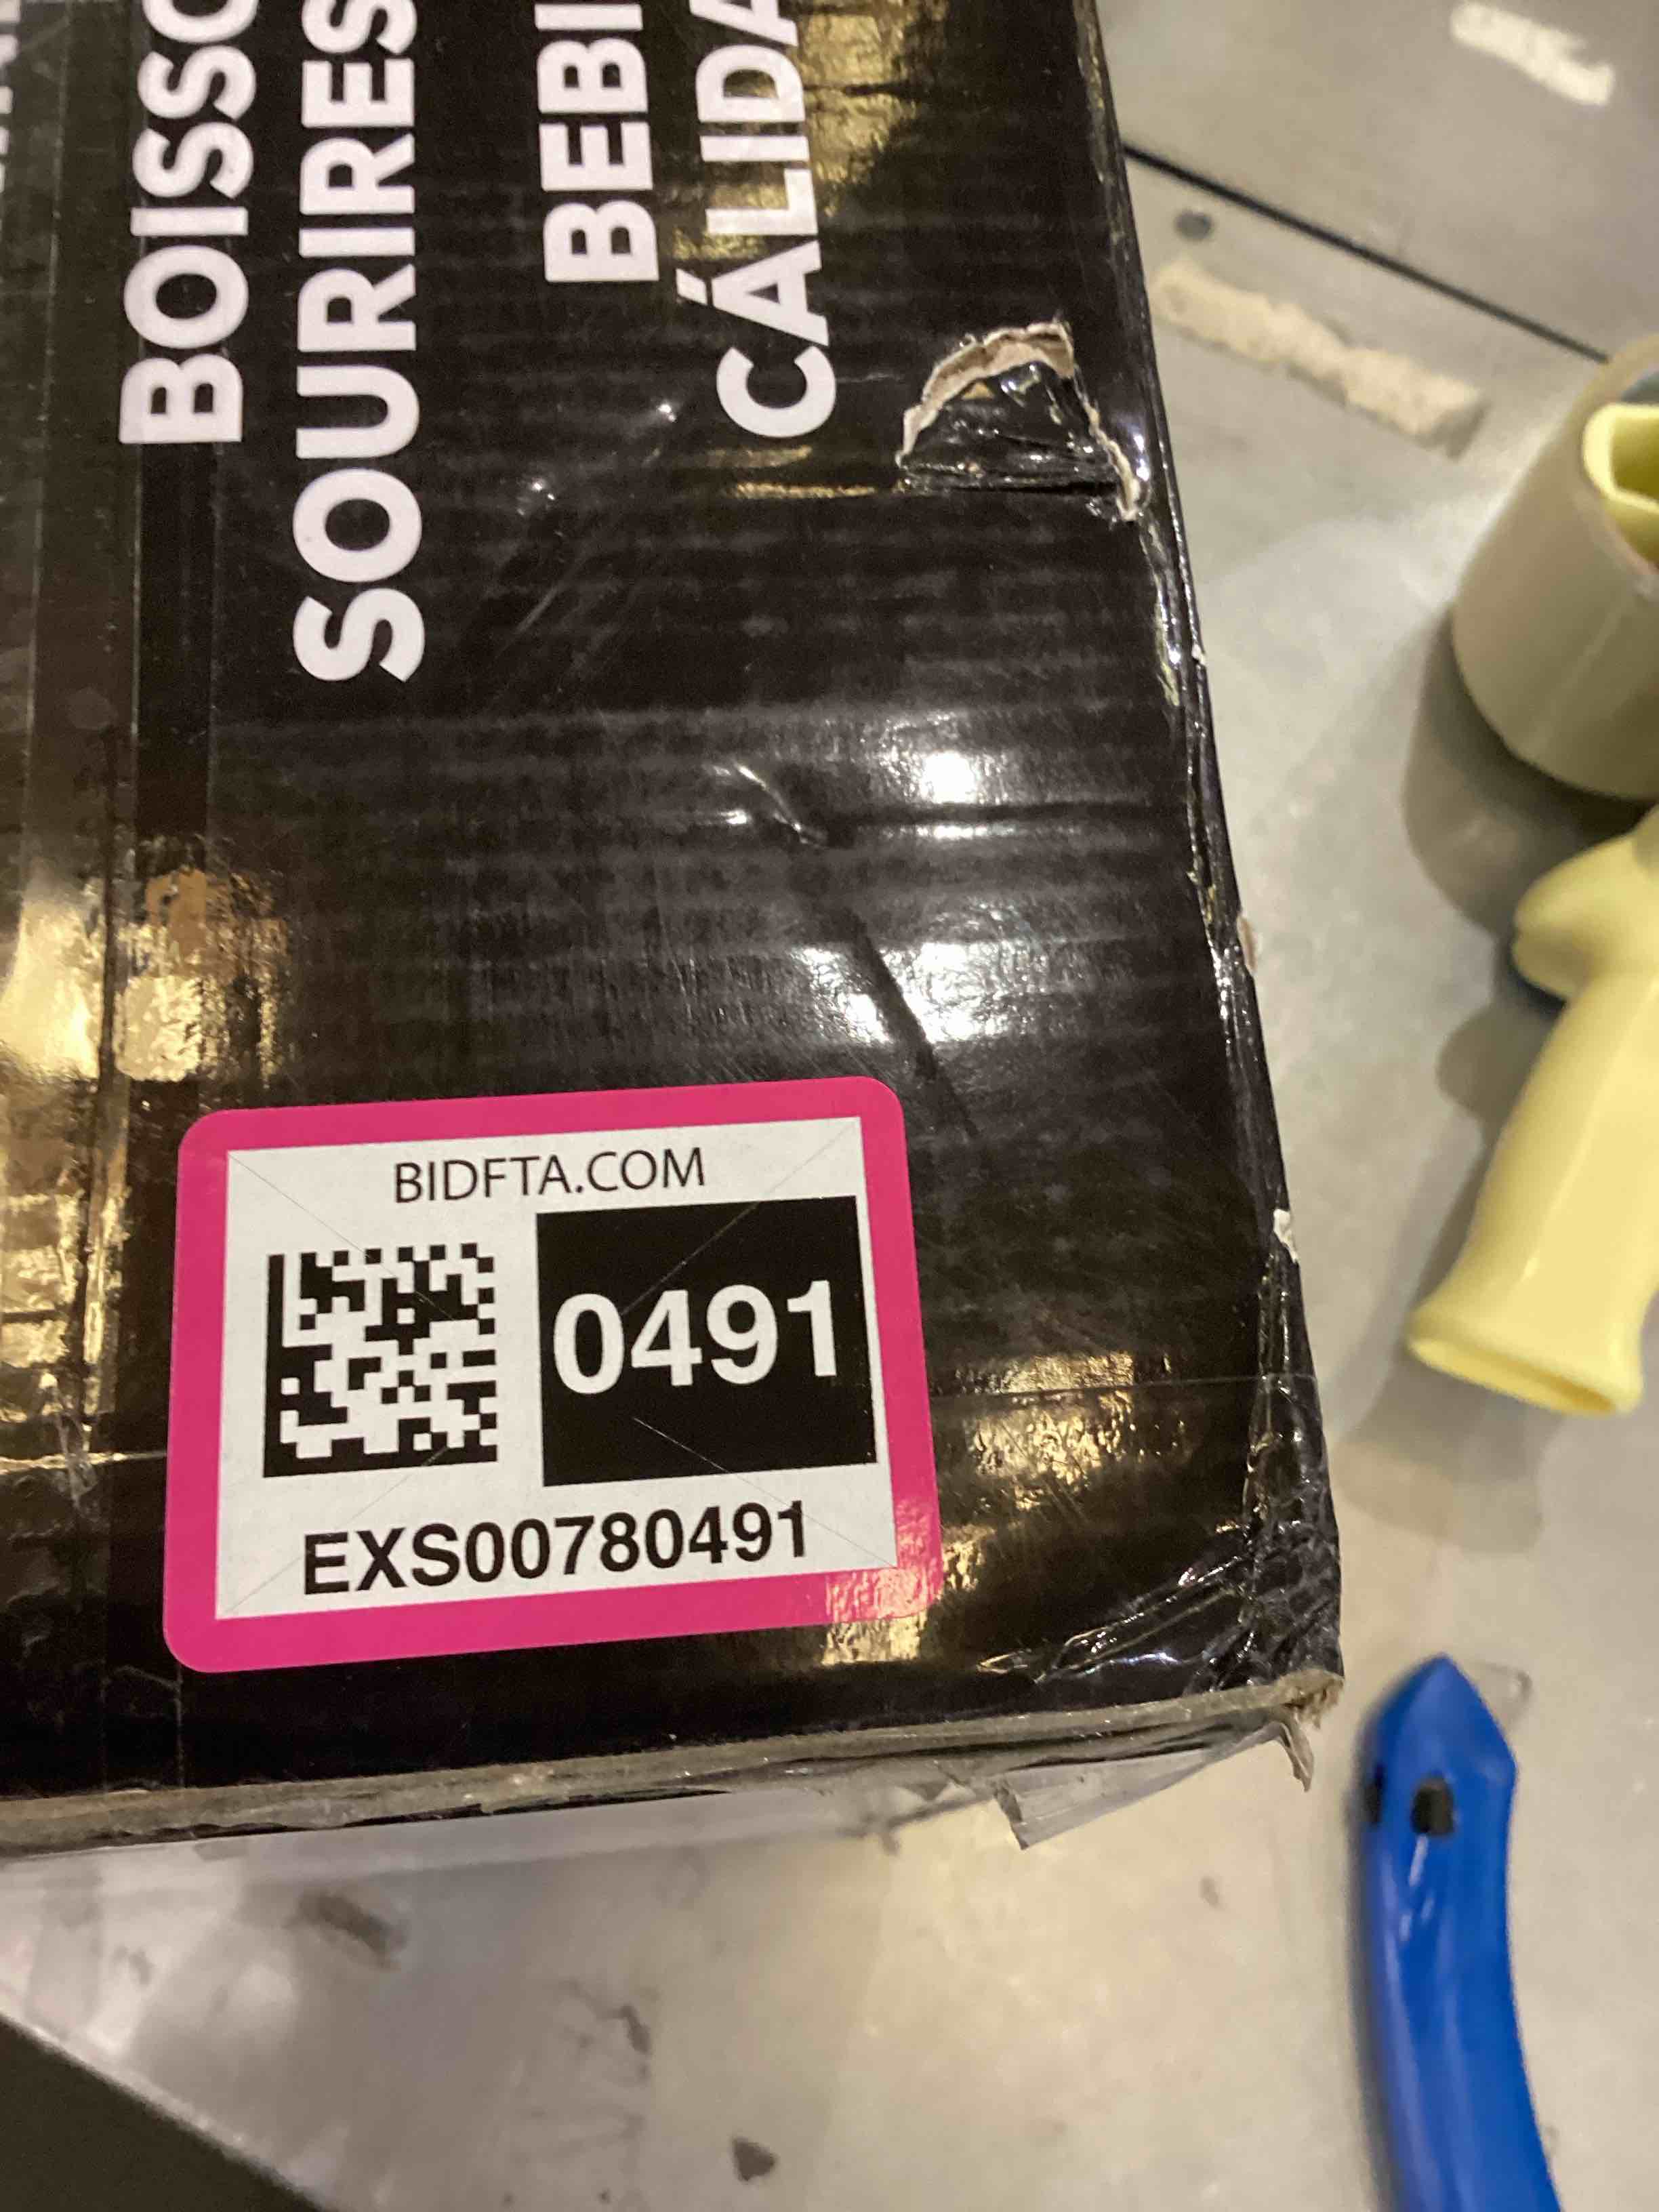 BOISSO
SOURIRES
BEBI
CÁLIDA
BIDFTA.COM
0491
EXS00780491